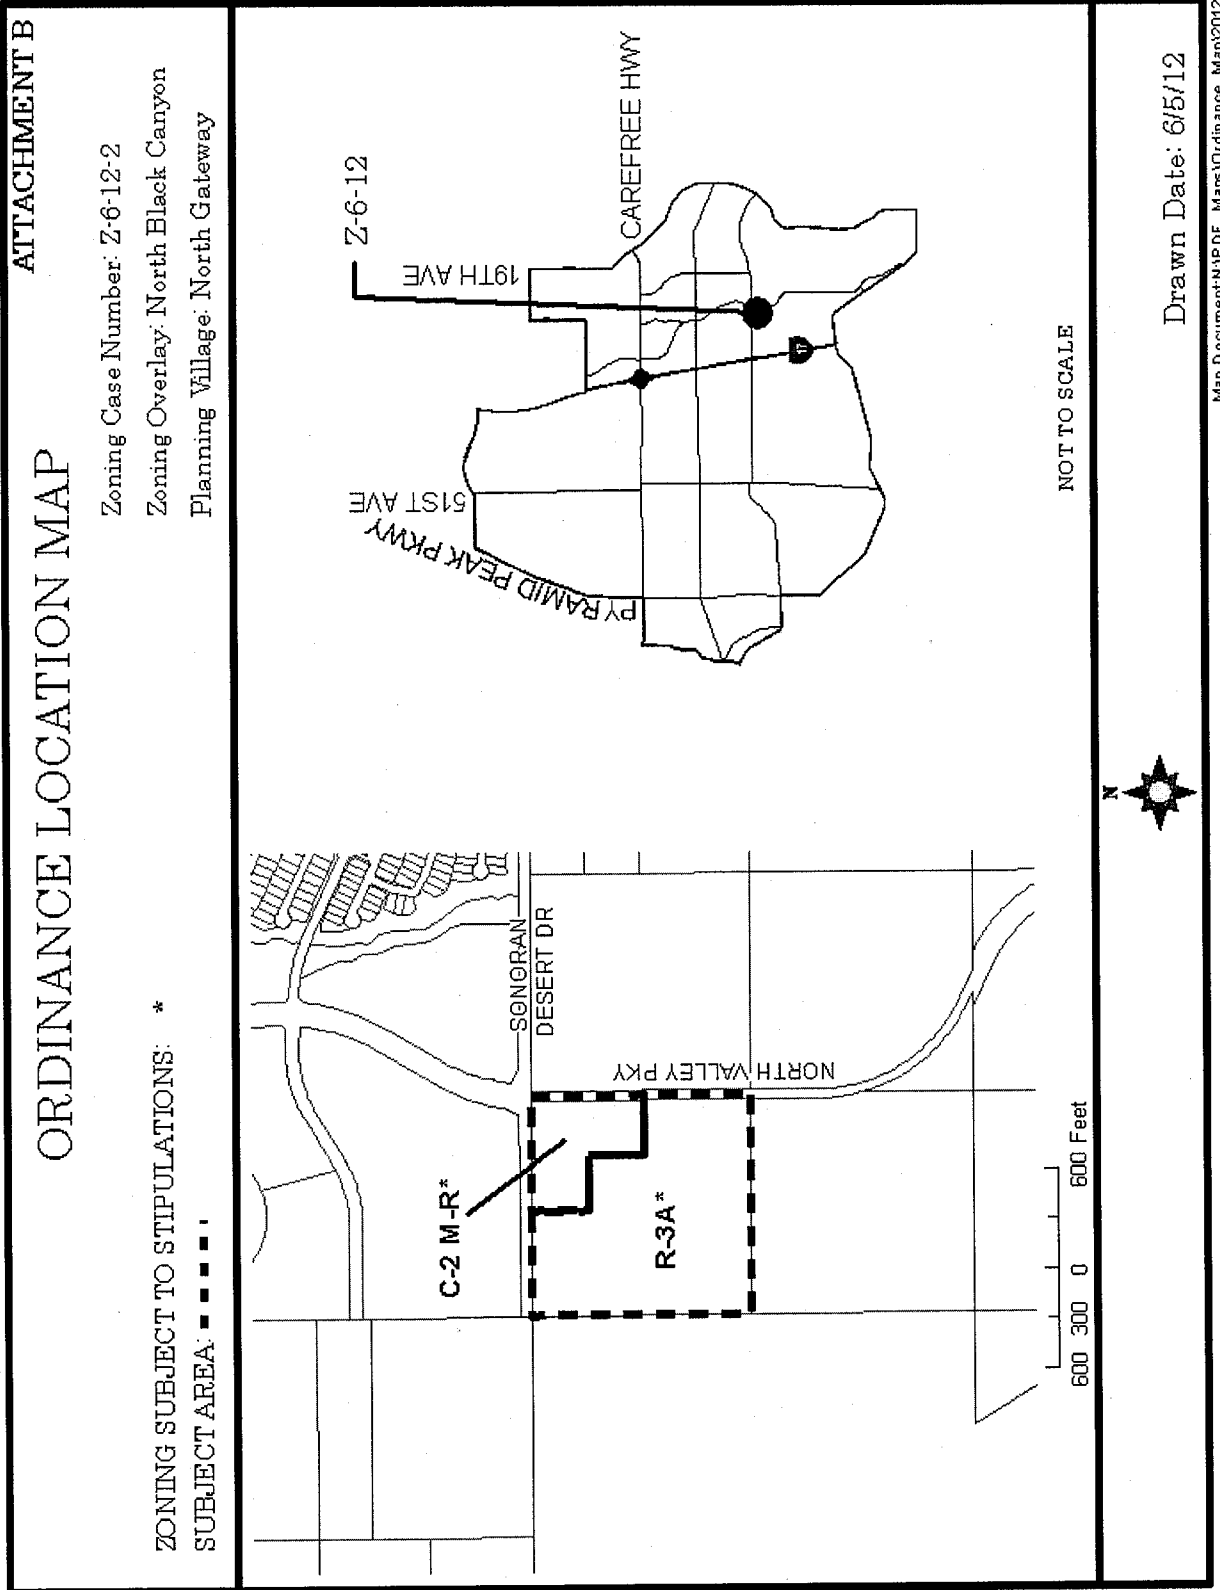 ORDINANCE LOCATION MAP
ATTACHMENT B
ZONING SUBJECT TO STIPULATIONS: *
SUBJECT AREA:
Zoning Case Number: Z-6-12-2
Zoning Overlay: North Black Canyon
Planning Village: North Gateway
SONORAN
DESERT DR
C-2 M-R*
R-3A*
NORTH VALLEY PKY
600 300 0 600 Feet
Z-6-12
19TH AVE
51ST AVE
PYRAMID PEAK PKWY
CAREFREE HWY
17
NOT TO SCALE
N
Drawn Date: 6/5/12